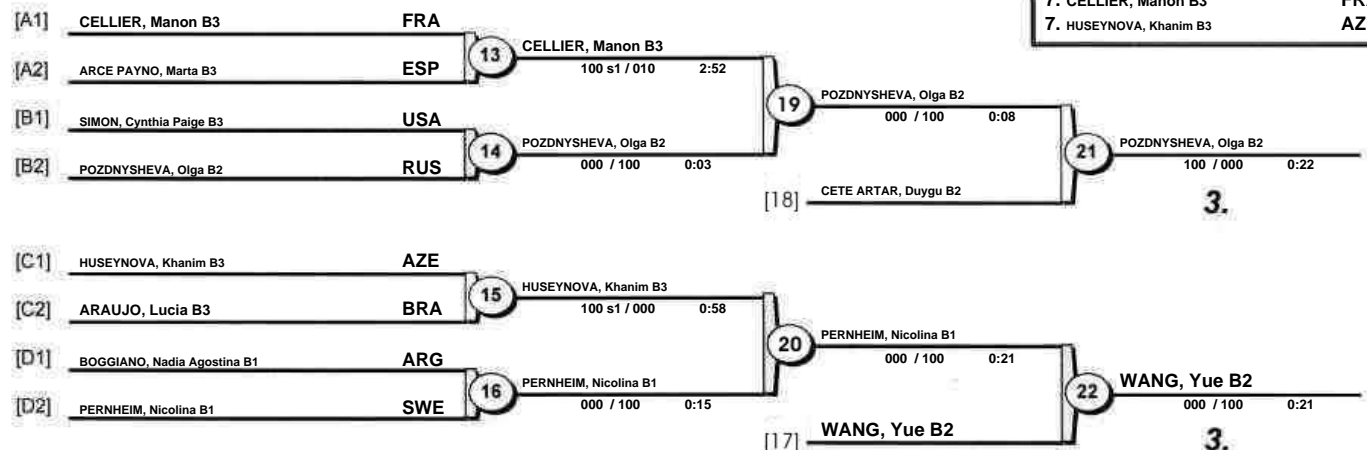 7. CELLIER, Manon B3
7. HUSEYNOVA, Khanim B3 AZ
[A1] CELLIER, Manon B3 FRA
13 CELLIER, Manon B3
100 s1 / 010 2:52
[A2] ARCE PAYNO, Marta B3 ESP
19 POZDNYSHEVA, Olga B2
000 / 100 0:08
[B1] SIMON, Cynthia Paige B3 USA
14 POZDNYSHEVA, Olga B2
000 / 100 0:03
21 POZDNYSHEVA, Olga B2
100 / 000 0:22
[B2] POZDNYSHEVA, Olga B2 RUS
[18] CETE ARTAR, Duygu B2
3.
[C1] HUSEYNOVA, Khanim B3 AZE
15 HUSEYNOVA, Khanim B3
100 s1 / 000 0:58
[C2] ARAUJO, Lucia B3 BRA
20 PERNHEIM, Nicolina B1
000 / 100 0:21
[D1] BOGGIANO, Nadia Agostina B1 ARG
16 PERNHEIM, Nicolina B1
000 / 100 0:15
22 WANG, Yue B2
000 / 100 0:21
[D2] PERNHEIM, Nicolina B1 SWE
[17] WANG, Yue B2
3.